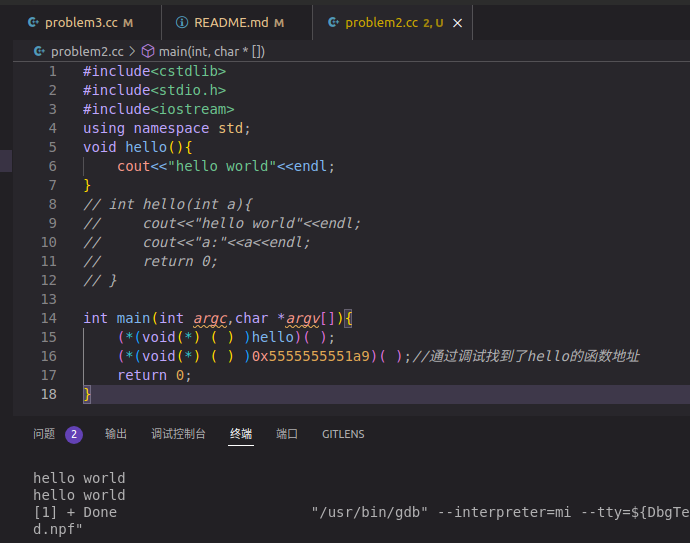 problem3.cc M README.md M problem2.cc 2, U
problem2.cc > main(int, char * [])
1 #include<cstdlib>
2 #include<stdio.h>
3 #include<iostream>
4 using namespace std;
5 void hello(){
6 cout<<"hello world"<<endl;
7 }
8 // int hello(int a){
9 // cout<<"hello world"<<endl;
10 // cout<<"a:"<<a<<endl;
11 // return 0;
12 // }
13
14 int main(int argc,char *argv[]){
15 (*(void(*) ( ) )hello)( );
16 (*(void(*) ( ) )0x5555555551a9)( );//通过调试找到了hello的函数地址
17 return 0;
18 }
问题 2 输出 调试控制台 终端 端口 GITLENS
hello world
hello world
[1] + Done "/usr/bin/gdb" --interpreter=mi --tty=${DbgTe
d.npf"